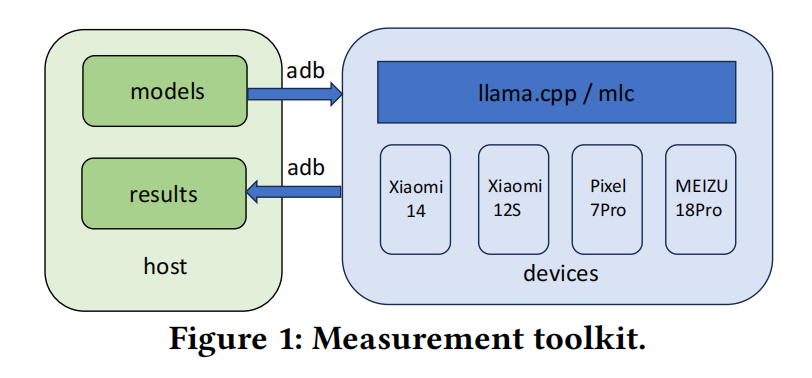 models
adb
llama.cpp / mlc
results
adb
Xiaomi
14
Xiaomi
12S
Pixel
7Pro
MEIZU
18Pro
host
devices
Figure 1: Measurement toolkit.